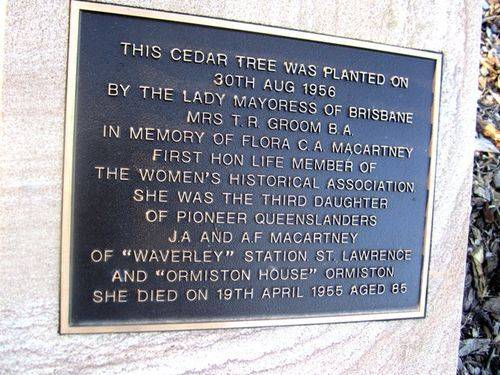 THIS CEDAR TREE WAS PLANTED ON
30TH AUG 1956
BY THE LADY MAYORESS OF BRISBANE
MRS T.R. GROOM B.A.
IN MEMORY OF FLORA C.A. MACARTNEY
FIRST HON LIFE MEMBER OF
THE WOMEN'S HISTORICAL ASSOCIATION
SHE WAS THE THIRD DAUGHTER
OF PIONEER QUEENSLANDERS
J.A AND A.F MACARTNEY
OF "WAVERLEY" STATION ST. LAWRENCE
AND "ORMISTON HOUSE" ORMISTON
SHE DIED ON 19TH APRIL 1955 AGED 85